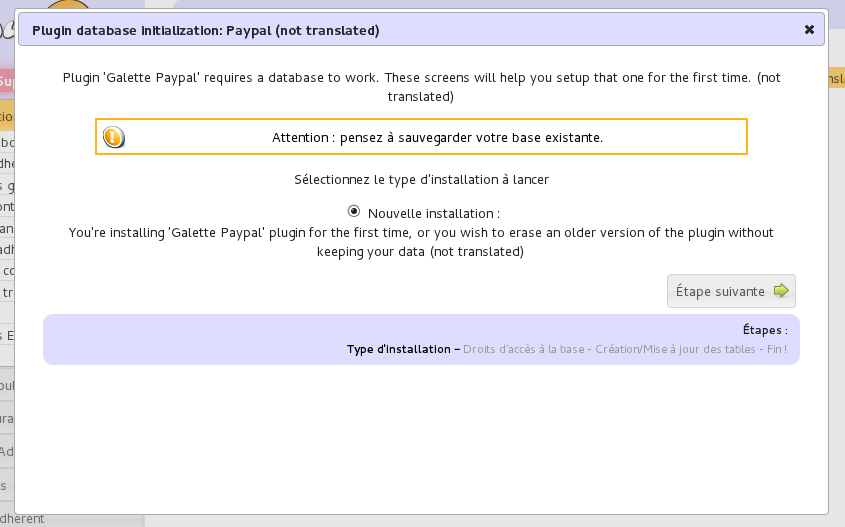 Plugin database initialization: Paypal (not translated)
Plugin 'Galette Paypal' requires a database to work. These screens will help you setup that one for the first time. (not
translated)
Attention : pensez à sauvegarder votre base existante.
Sélectionnez le type d'installation à lancer
Nouvelle installation :
You're installing 'Galette Paypal' plugin for the first time, or you wish to erase an older version of the plugin without
keeping your data (not translated)
Étape suivante
Étapes :
Type d'installation – Droits d'accès à la base - Création/Mise à jour des tables - Fin !